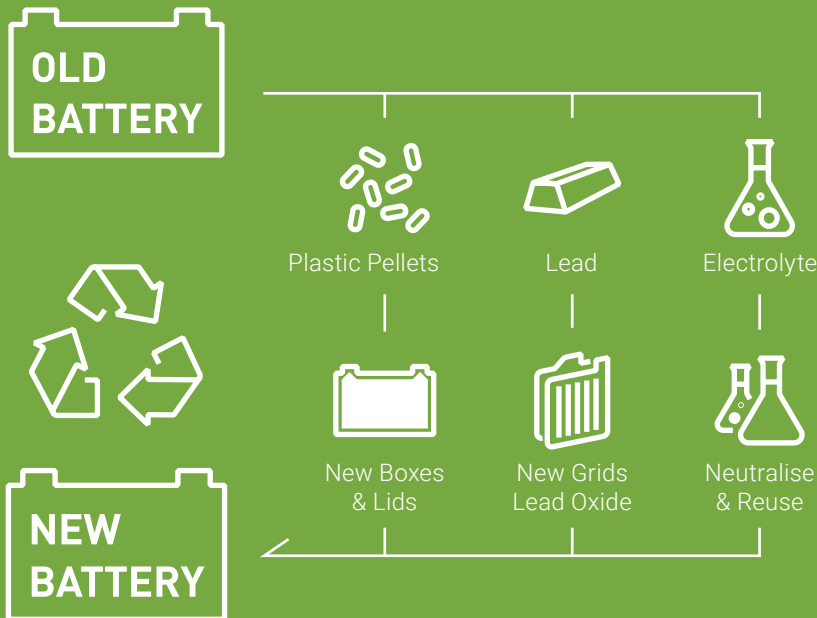 OLD
BATTERY
Plastic Pellets
Lead
Electrolyte
New Boxes
& Lids
New Grids
Lead Oxide
Neutralise
& Reuse
NEW
BATTERY